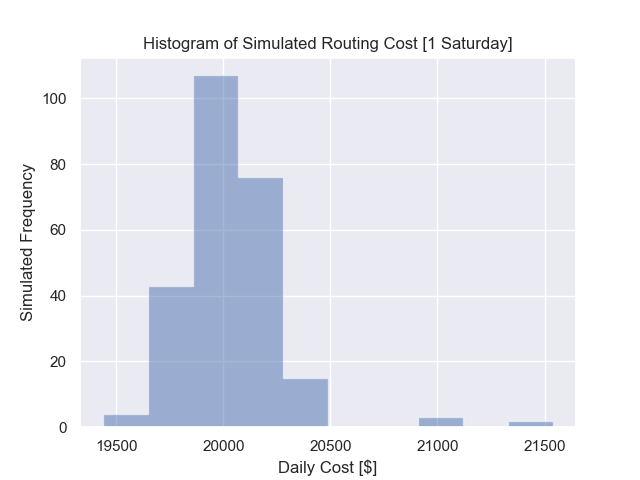 Histogram of Simulated Routing Cost [1 Saturday]
100
80
60
40
20
0
Simulated Frequency
19500 20000 20500 21000 21500
Daily Cost [$]